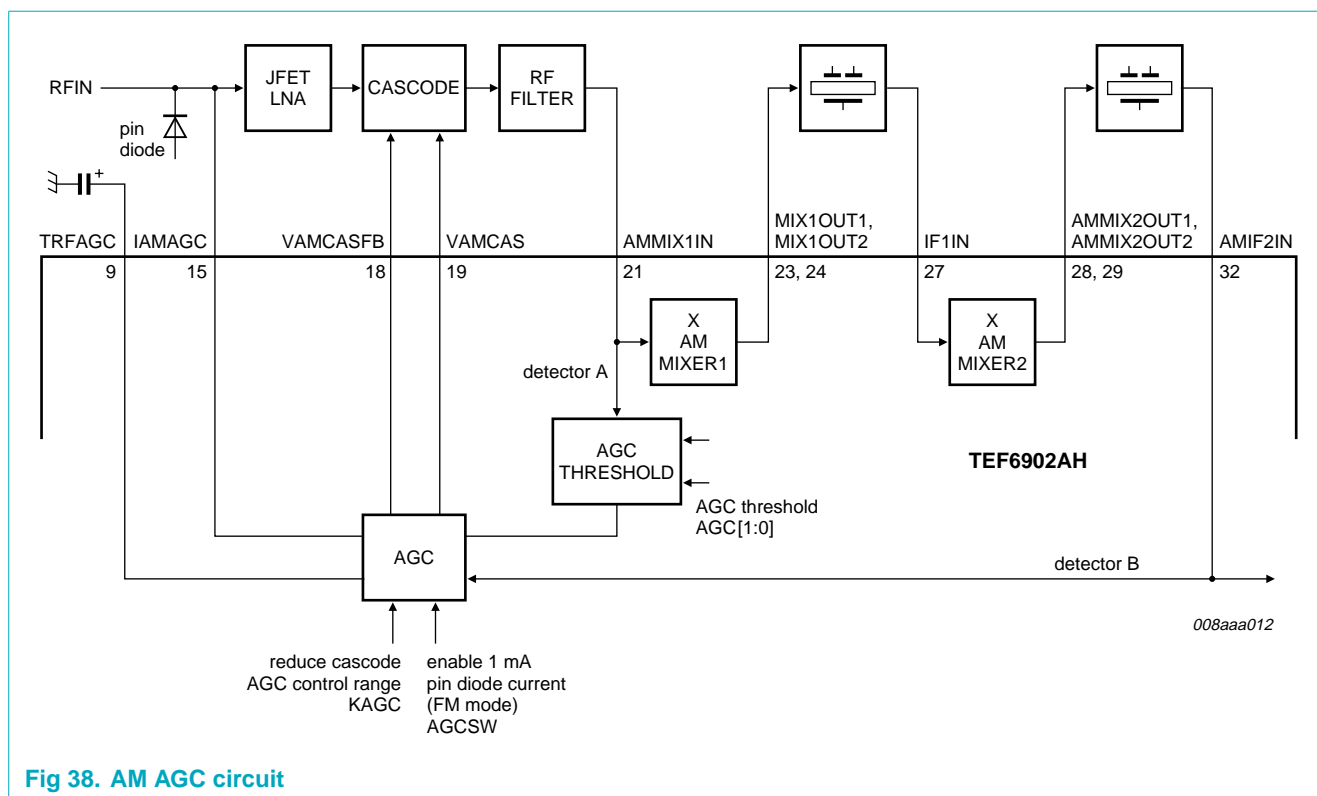 RFIN
pin
diode
+
JFET
LNA
CASCODE
RF
FILTER
TRFAGC
IAMAGC
VAMCASFB
VAMCAS
AMMIX1IN
MIX1OUT1,
MIX1OUT2
IF1IN
AMMIX2OUT1,
AMMIX2OUT2
AMIF2IN
9
15
18
19
21
23, 24
27
28, 29
32
X
AM
MIXER1
X
AM
MIXER2
detector A
AGC
THRESHOLD
AGC threshold
AGC[1:0]
TEF6902AH
AGC
detector B
008aaa012
reduce cascode
AGC control range
KAGC
enable 1 mA
pin diode current
(FM mode)
AGCSW
Fig 38. AM AGC circuit